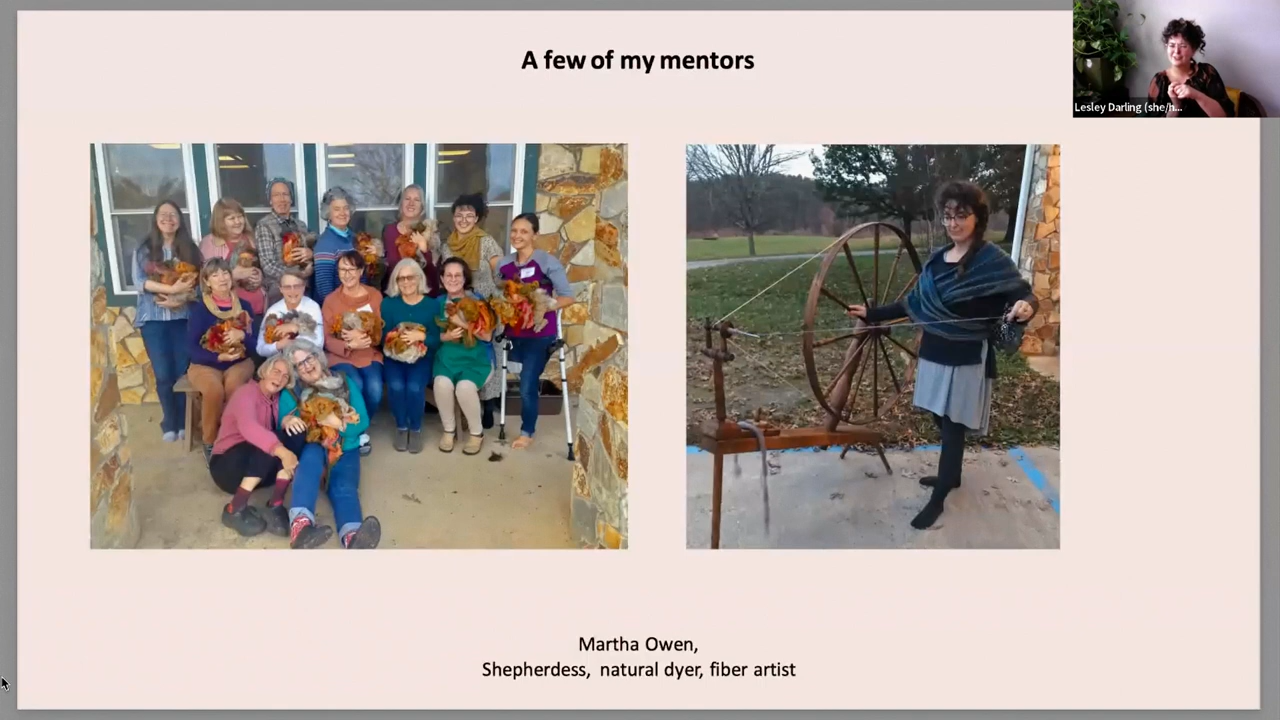 A few of my mentors
Lesley Darling (she/h...
Martha Owen,
Shepherdess, natural dyer, fiber artist